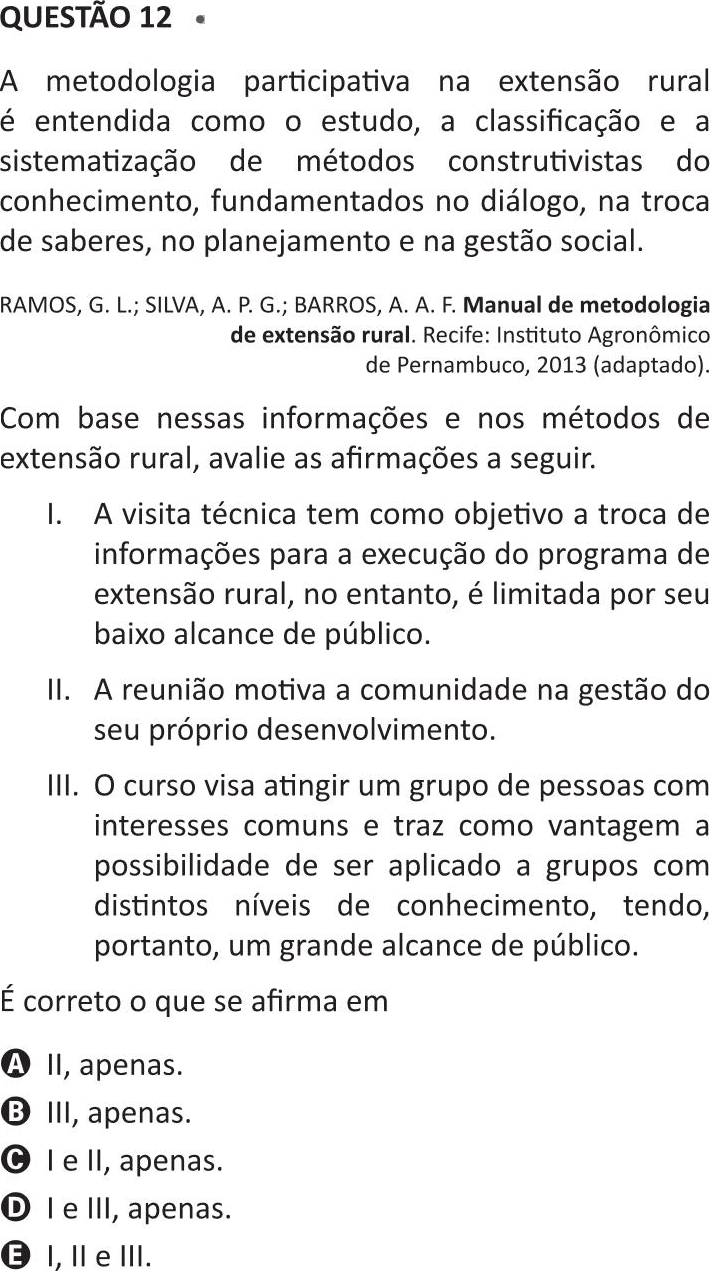 QUESTÃO 12
A metodologia participativa na extensão rural
é entendida como o estudo, a classificação e a
sistematização de métodos construtivistas do
conhecimento, fundamentados no diálogo, na troca
de saberes, no planejamento e na gestão social.
RAMOS, G. L.; SILVA, A. P. G.; BARROS, A. A. F. Manual de metodologia
de extensão rural. Recife: Instituto Agronômico
de Pernambuco, 2013 (adaptado).
Com base nessas informações e nos métodos de
extensão rural, avalie as afirmações a seguir.
I. A visita técnica tem como objetivo a troca de
informações para a execução do programa de
extensão rural, no entanto, é limitada por seu
baixo alcance de público.
II. A reunião motiva a comunidade na gestão do
seu próprio desenvolvimento.
III. O curso visa atingir um grupo de pessoas com
interesses comuns e traz como vantagem a
possibilidade de ser aplicado a grupos com
distintos níveis de conhecimento, tendo,
portanto, um grande alcance de público.
É correto o que se afirma em
A II, apenas.
B III, apenas.
C I e II, apenas.
D I e III, apenas.
E I, II e III.